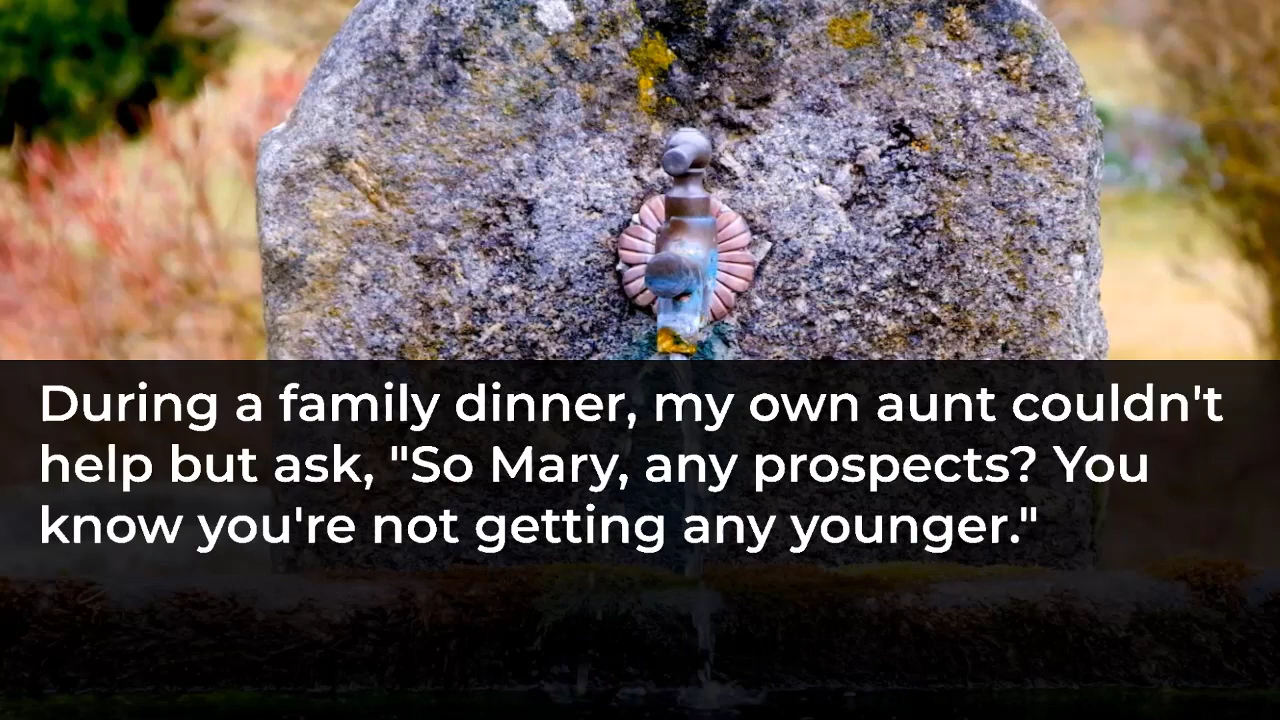 During a family dinner, my own aunt couldn't
help but ask, "So Mary, any prospects? You
know you're not getting any younger."